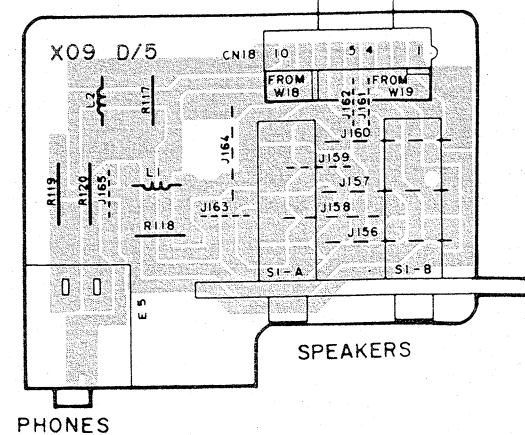 X09 D/5
CN18 10 5 4 1
FROM W18
FROM W19
J162
J161
L2
R117
J160
J164
J159
L1
R119
R120
J165
J157
J163
J158
R118
J156
S1-A
S1-B
E5
SPEAKERS
PHONES